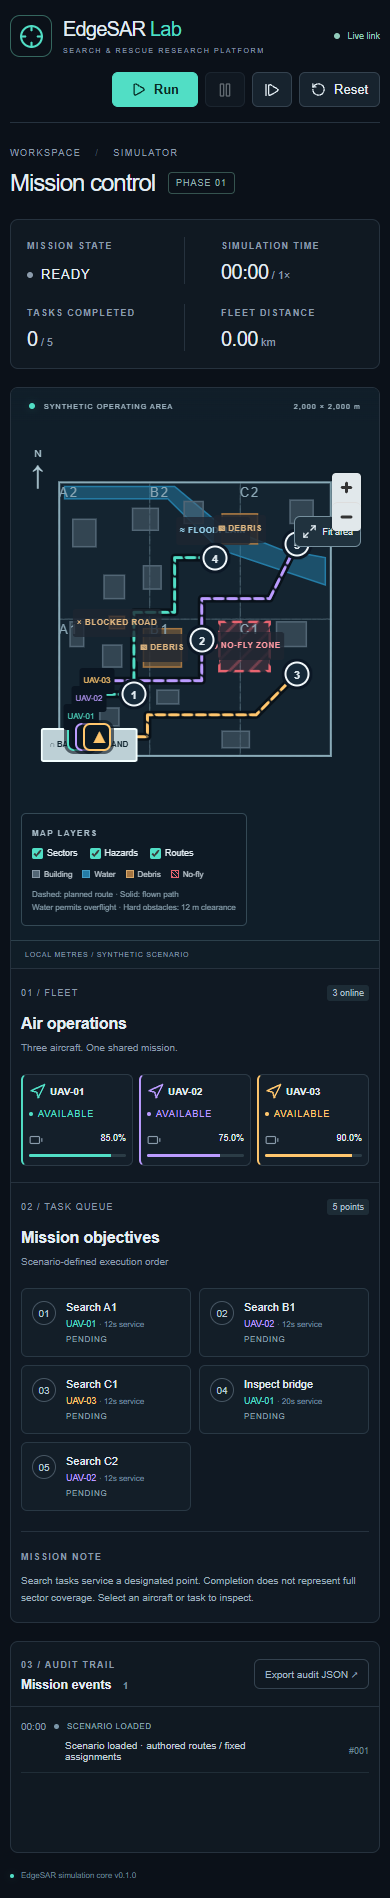 EdgeSAR Lab
SEARCH & RESCUE RESEARCH PLATFORM
Live link
Run
Reset
WORKSPACE / SIMULATOR
Mission control
PHASE 01
MISSION STATE
READY
SIMULATION TIME
00:00 / 1×
TASKS COMPLETED
0 / 5
FLEET DISTANCE
0.00 km
SYNTHETIC OPERATING AREA
2,000 × 2,000 m
N
A2
B2
C2
+
−
≈ FLOO
DEBRIS
Fit area
4
5
× BLOCKED ROAD
C1
DEBRIS
2
NO-FLY ZONE
3
UAV-03
UAV-02
1
UAV-01
MAP LAYERS
Sectors
Hazards
Routes
Building
Water
Debris
No-fly
Dashed: planned route · Solid: flown path
Water permits overflight · Hard obstacles: 12 m clearance
LOCAL METRES / SYNTHETIC SCENARIO
01 / FLEET
3 online
Air operations
Three aircraft. One shared mission.
UAV-01
AVAILABLE
85.0%
UAV-02
AVAILABLE
75.0%
UAV-03
AVAILABLE
90.0%
02 / TASK QUEUE
5 points
Mission objectives
Scenario-defined execution order
01
Search A1
UAV-01 · 12s service
PENDING
02
Search B1
UAV-02 · 12s service
PENDING
03
Search C1
UAV-03 · 12s service
PENDING
04
Inspect bridge
UAV-01 · 20s service
PENDING
05
Search C2
UAV-02 · 12s service
PENDING
MISSION NOTE
Search tasks service a designated point. Completion does not represent full
sector coverage. Select an aircraft or task to inspect.
03 / AUDIT TRAIL
Mission events 1
Export audit JSON ↗
00:00
SCENARIO LOADED
Scenario loaded · authored routes / fixed
assignments
#001
EdgeSAR simulation core v0.1.0